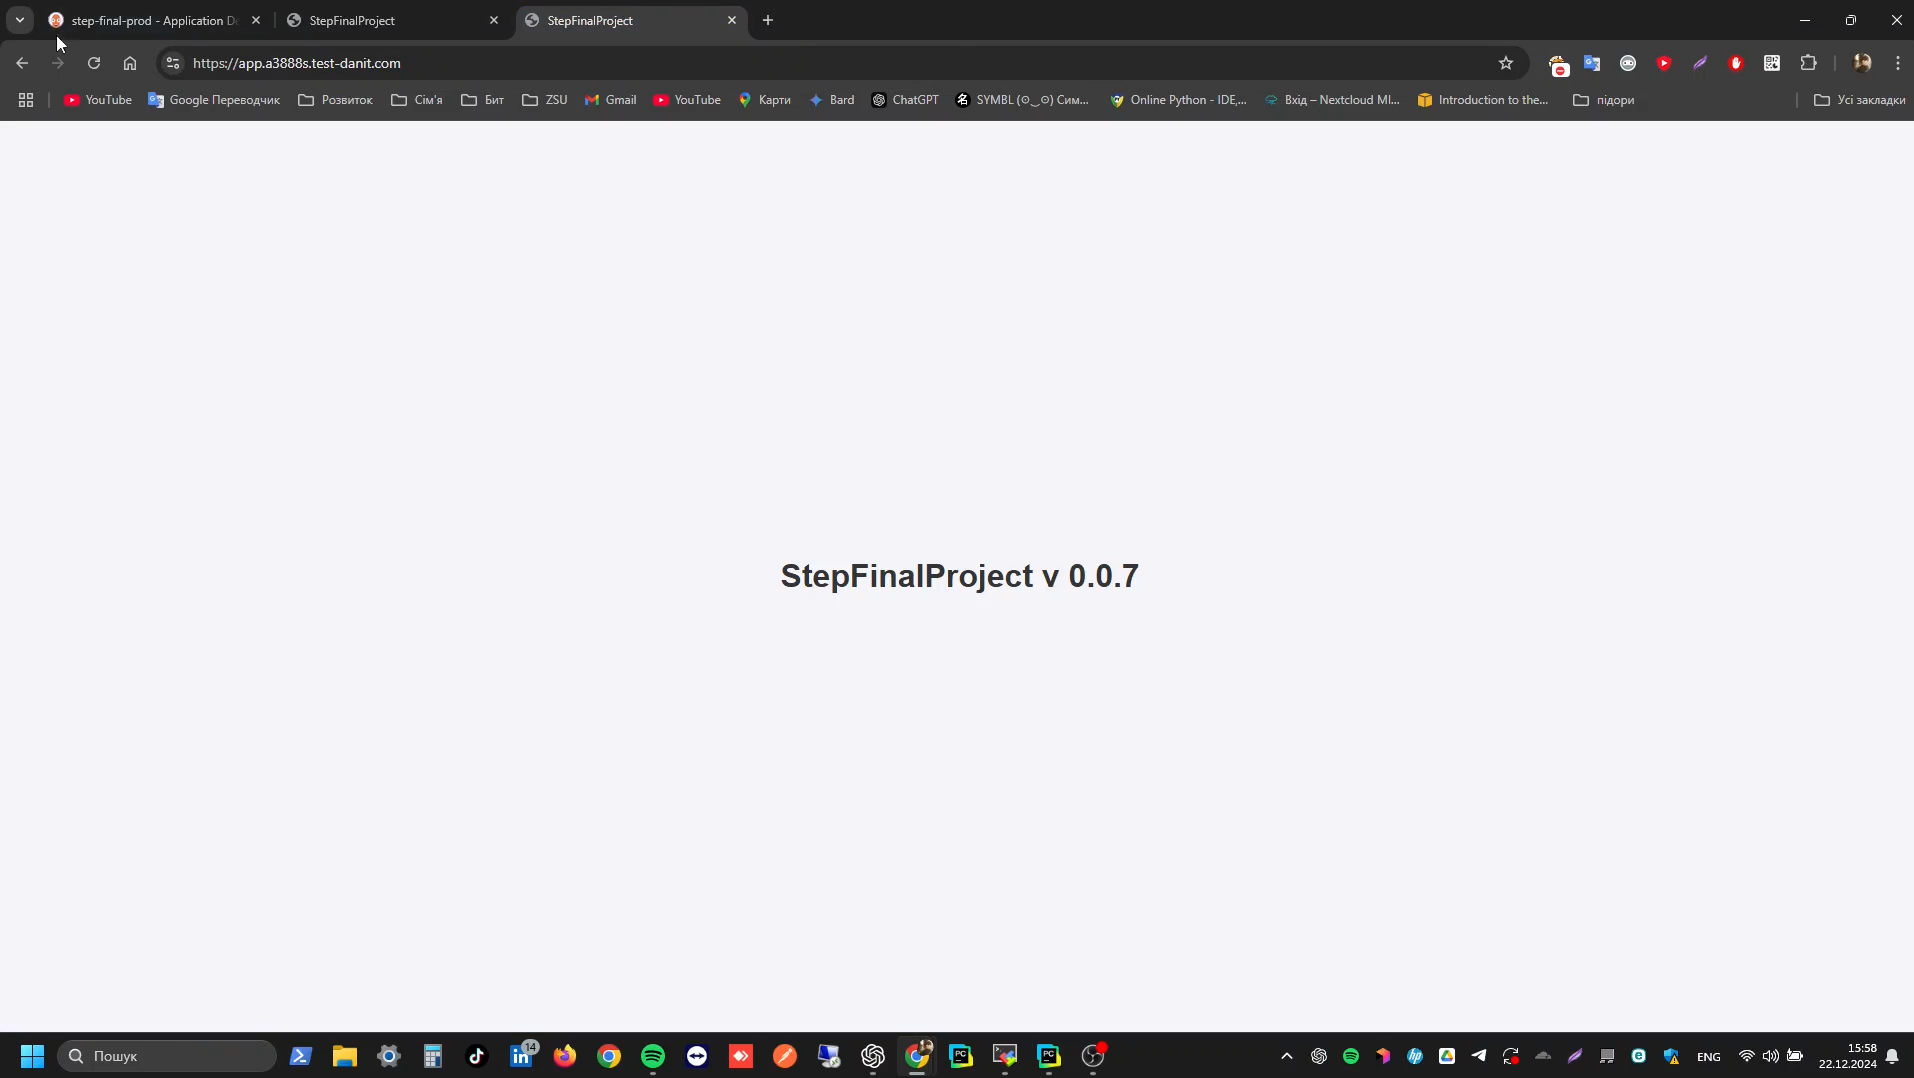 step-final-prod - Application D
StepFinalProject
StepFinalProject
https://app.a3888s.test-danit.com
YouTube
Google Переводчик
Розвиток
Сім'я
Бит
ZSU
Gmail
YouTube
Карти
Bard
ChatGPT
SYMBL (⊙‿⊙) Сим...
Online Python - IDE,...
Вхід – Nextcloud MI...
Introduction to the...
підори
Усі закладки
StepFinalProject v 0.0.7
Пошук
14
ENG
15:58
22.12.2024